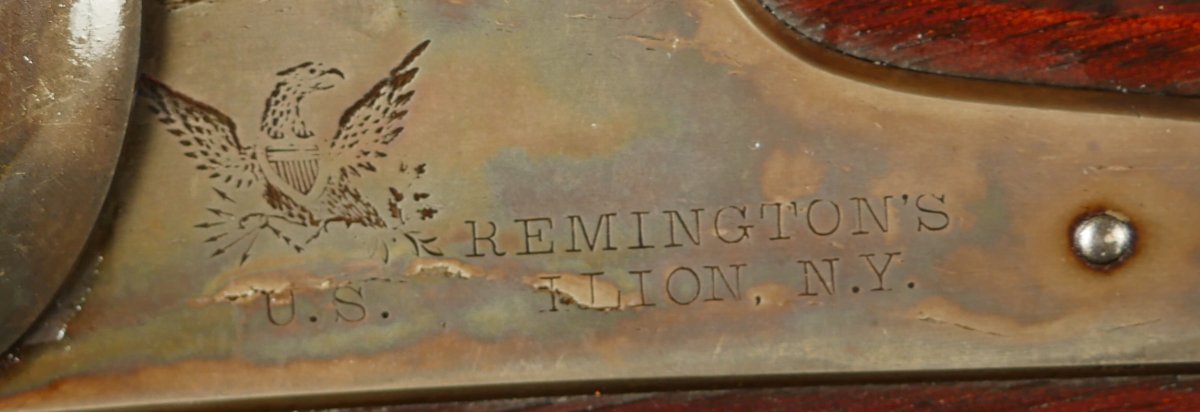 REMINGTON'S
U.S. ILION, N.Y.